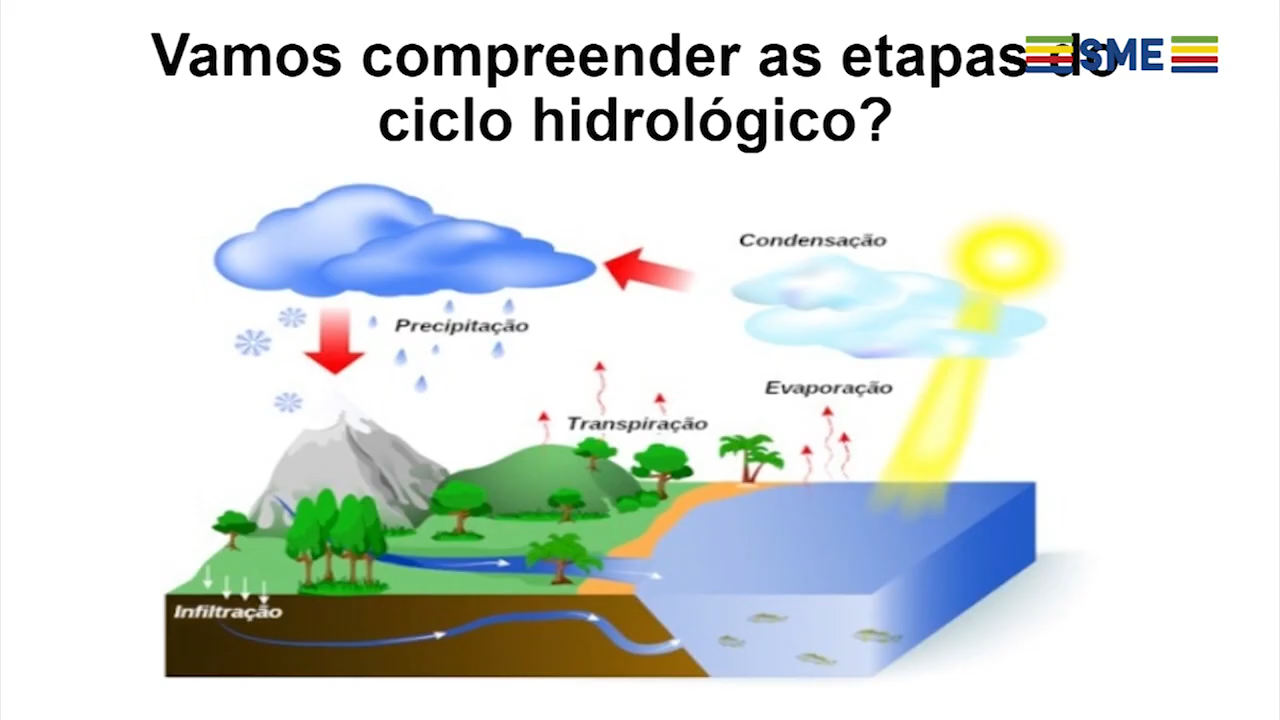 Vamos compreender as etapas do
ciclo hidrológico?
SME
Condensação
Precipitação
Evaporação
Transpiração
Infiltração